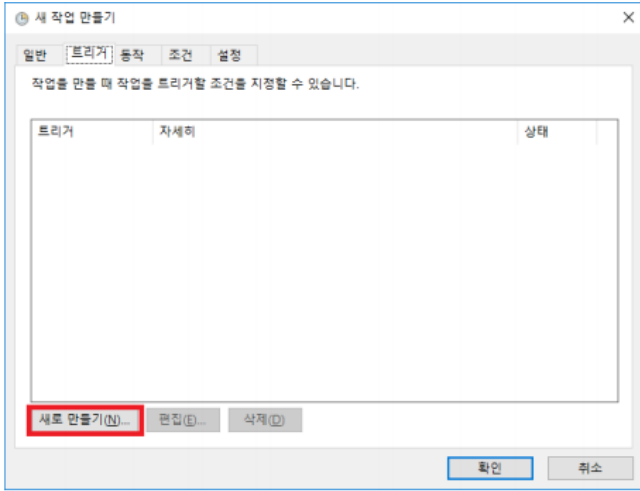 새 작업 만들기
일반 트리거 동작 조건 설정
작업을 만들 때 작업을 트리거할 조건을 지정할 수 있습니다.
트리거 자세히 상태
새로 만들기(N)... 편집(E)... 삭제(D)
확인 취소